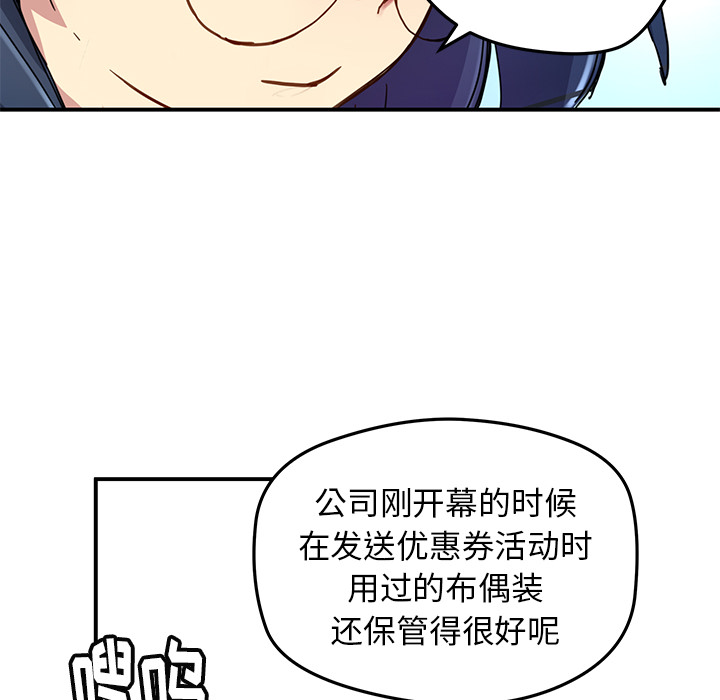 公司刚开幕的时候
在发送优惠券活动时
用过的布偶装
还保管得很好呢